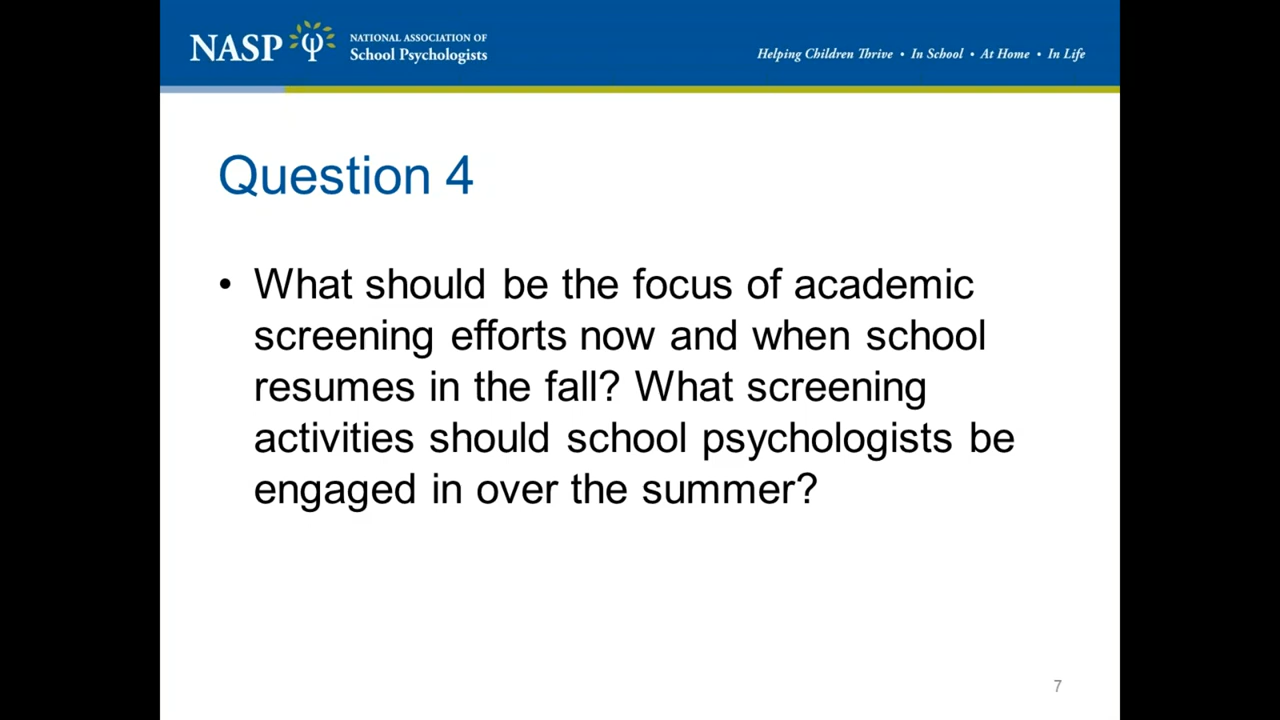 NASP
NATIONAL ASSOCIATION OF
School Psychologists
Helping Children Thrive • In School • At Home • In Life
Question 4
• What should be the focus of academic
screening efforts now and when school
resumes in the fall? What screening
activities should school psychologists be
engaged in over the summer?
7